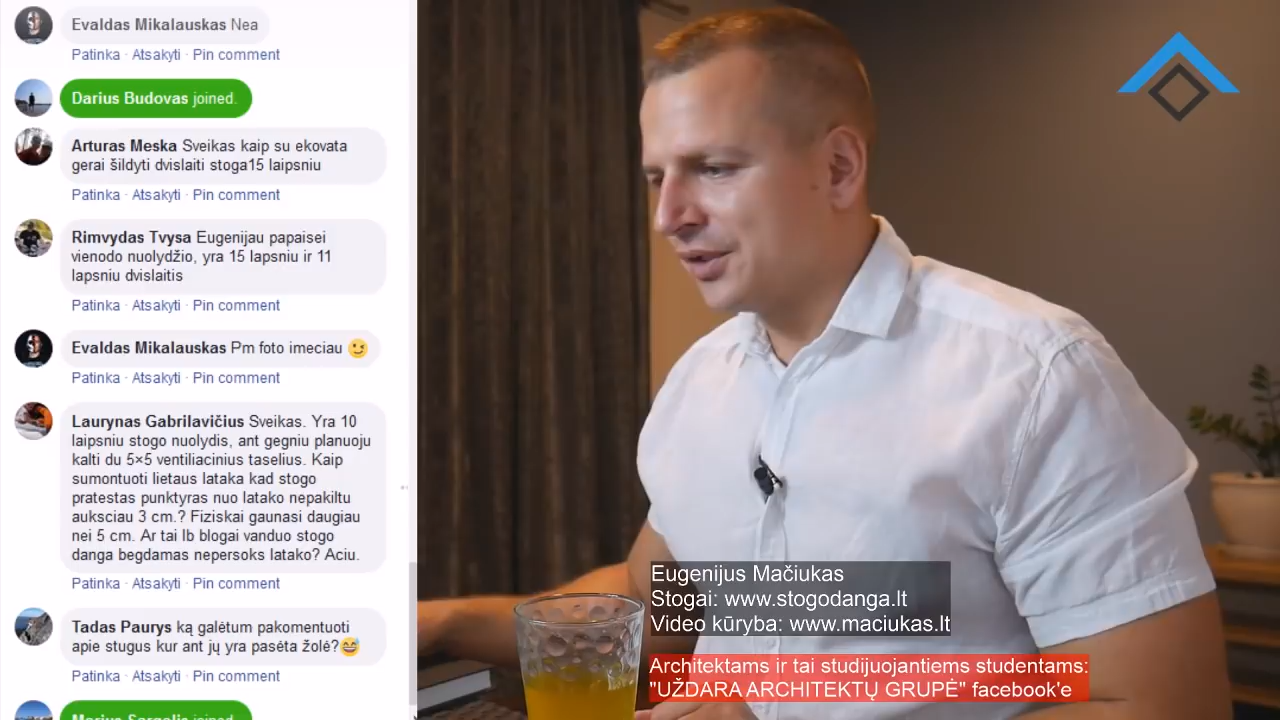 Evaldas Mikalauskas Nea
Patinka · Atsakyti · Pin comment
Darius Budovas joined.
Arturas Meska Sveikas kaip su ekovata
gerai šildyti dvislaiti stoga15 laipsniu
Patinka · Atsakyti · Pin comment
Rimvydas Tvysa Eugenijau papaisei
vienodo nuolydžio, yra 15 lapsniu ir 11
lapsniu dvislaitis
Patinka · Atsakyti · Pin comment
Evaldas Mikalauskas Pm foto imeciau 😉
Patinka · Atsakyti · Pin comment
Laurynas Gabrilavičius Sveikas. Yra 10
laipsniu stogo nuolydis, ant gegniu planuoju
kalti du 5×5 ventiliacinius taselius. Kaip
sumontuoti lietaus lataka kad stogo
pratestas punktyras nuo latako nepakiltu
auksciau 3 cm.? Fiziskai gaunasi daugiau
nei 5 cm. Ar tai lb blogai vanduo stogo
danga begdamas nepersoks latako? Aciu.
Patinka · Atsakyti · Pin comment
Tadas Paurys ką galėtum pakomentuoti
apie stugus kur ant jų yra pasėta žolė?😅
Patinka · Atsakyti · Pin comment
Marius Sargelis joined.
Eugenijus Mačiukas
Stogai: www.stogodanga.lt
Video kūryba: www.maciukas.lt
Architektams ir tai studijuojantiems studentams:
"UŽDARA ARCHITEKTŲ GRUPĖ" facebook'e